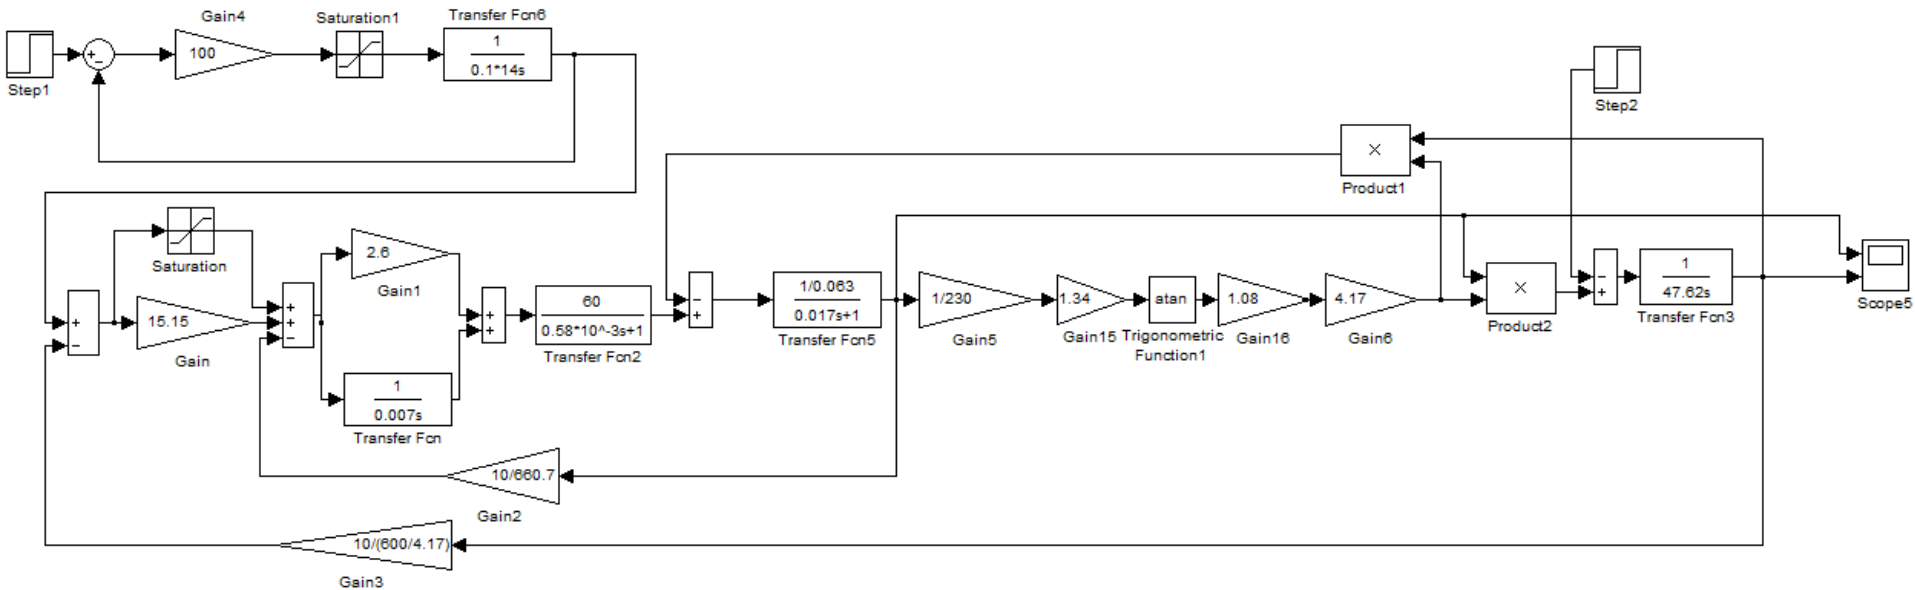 Gain4
Saturation1
Transfer Fcn6
100
1
0.1*14s
Step1
Step2
Product1
Saturation
2.6
Gain1
15.15
Gain
1
0.007s
Transfer Fcn
60
0.58*10^-3s+1
Transfer Fcn2
1/0.063
0.017s+1
Transfer Fcn5
1/230
Gain5
1.34
Gain15
atan
Trigonometric
Function1
1.08
Gain16
4.17
Gain6
Product2
1
47.62s
Transfer Fcn3
Scope5
10/660.7
Gain2
10/(600/4.17)
Gain3